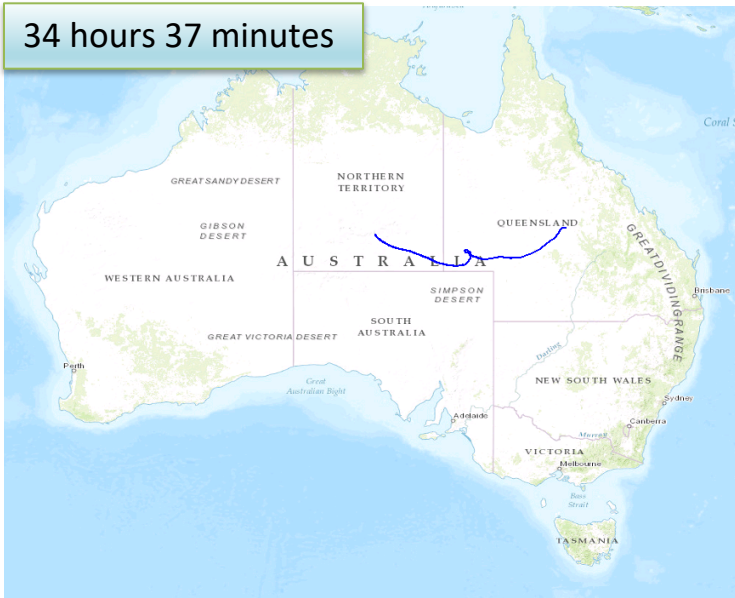 34 hours 37 minutes
Coral
GREAT SANDY DESERT
NORTHERN
TERRITORY
GIBSON
DESERT
QUEENSLAND
GREAT DIVIDING RANGE
AUSTRALIA
WESTERN AUSTRALIA
SIMPSON
DESERT
Brisbane
SOUTH
AUSTRALIA
GREAT VICTORIA DESERT
Darling
Perth
Great
Australian Bight
NEW SOUTH WALES
Sydney
Adelaide
Canberra
Murray
VICTORIA
Melbourne
Bass
Strait
TASMANIA